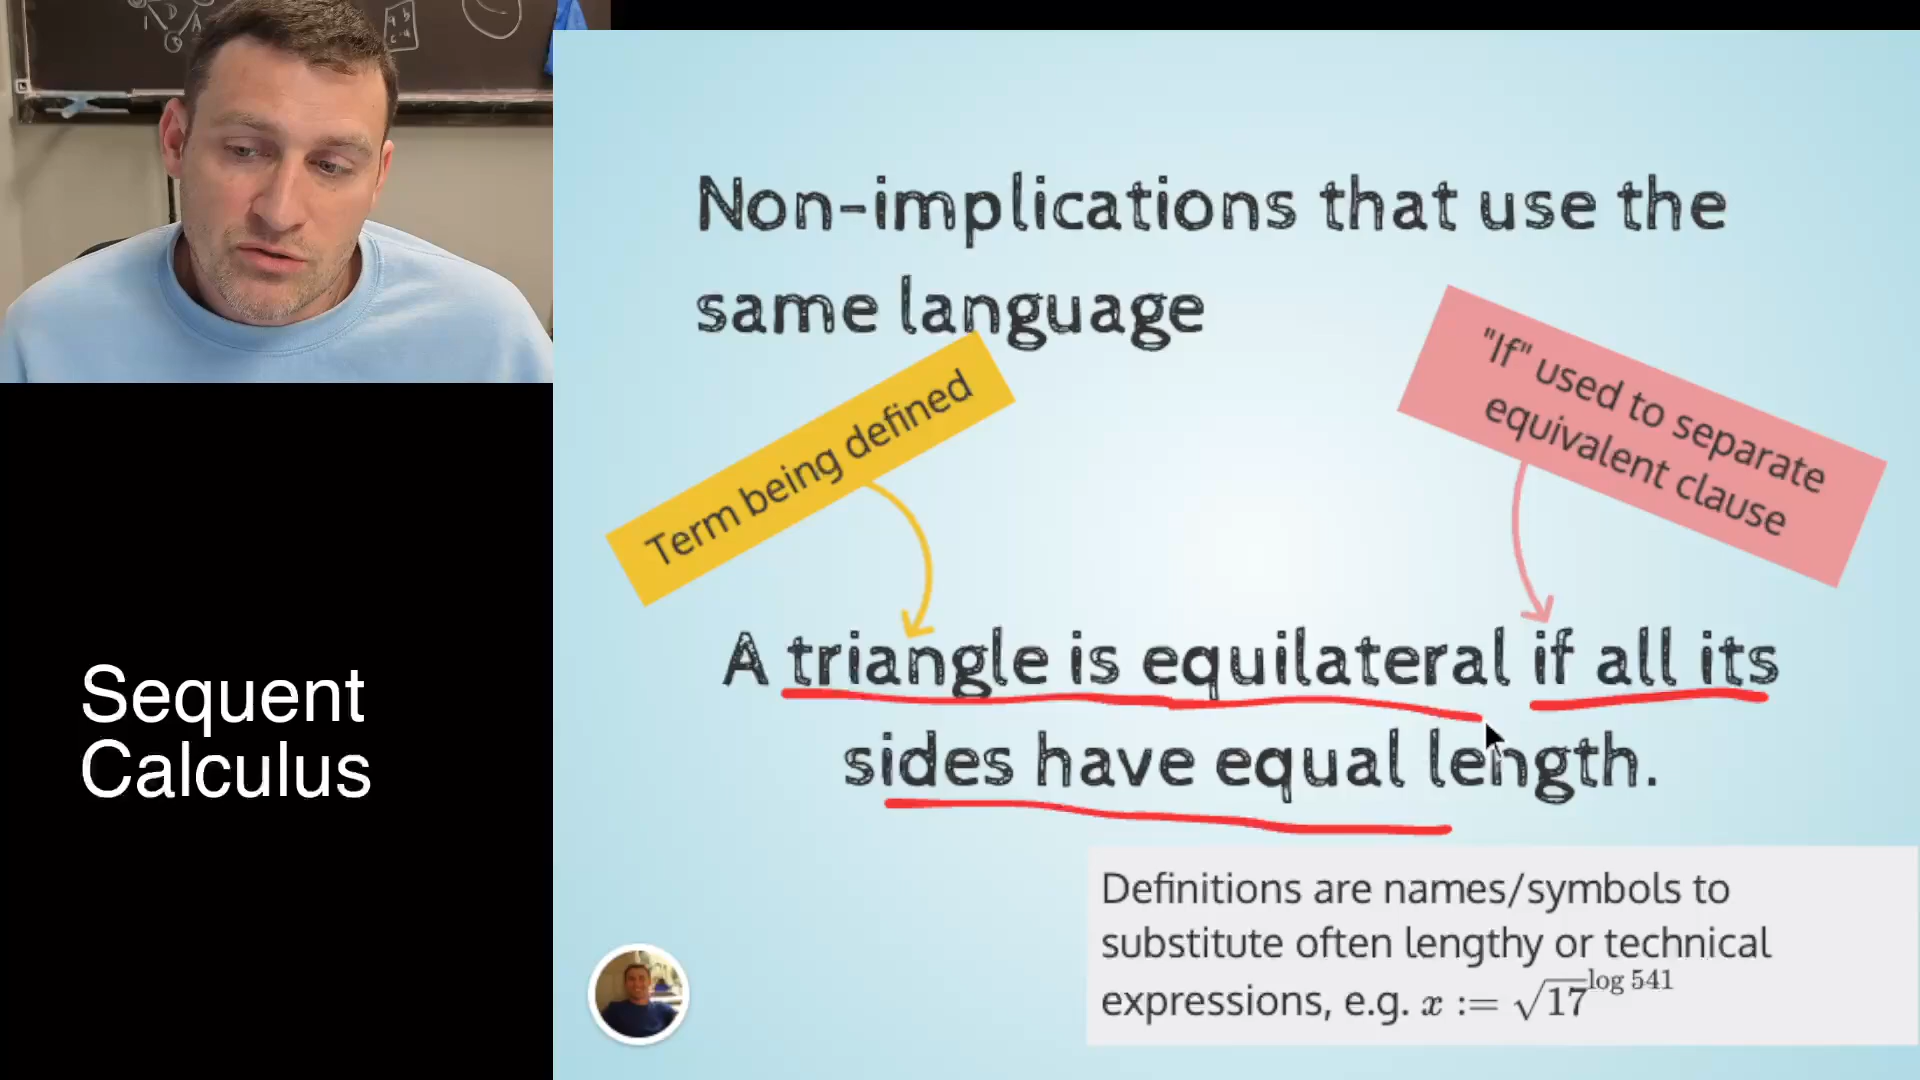 Non-implications that use the
same language
Term being defined
"If" used to separate
equivalent clause
A triangle is equilateral if all its
sides have equal length.
Definitions are names/symbols to
substitute often lengthy or technical
expressions, e.g. x := √17^log 541
Sequent
Calculus